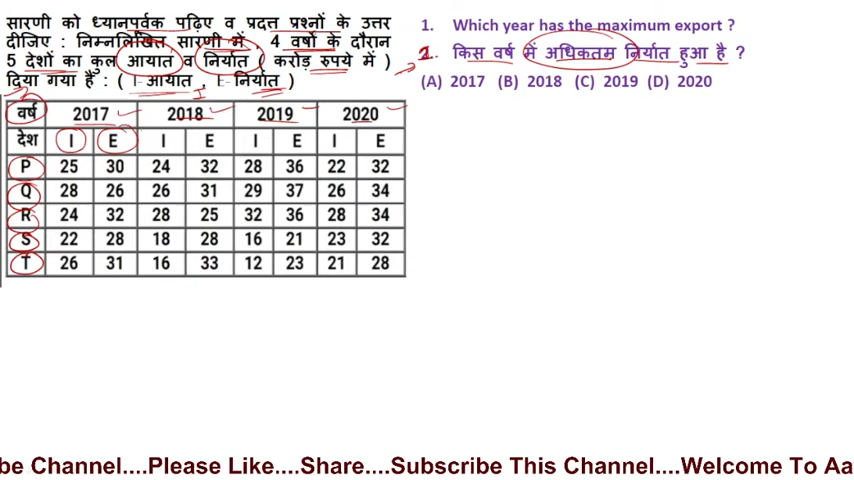 सारणी को ध्यानपूर्वक पढ़िए व प्रदत्त प्रश्नों के उत्तर
दीजिए : निम्नलिखित सारणी में, 4 वर्षो के दौरान
5 देशों का कुल आयात व निर्यात ( करोड़ रुपये में )
दिया गया है : ( I-आयात , E-निर्यात )
I
वर्ष 2017 2018 2019 2020
देश I E I E I E I E
P 25 30 24 32 28 36 22 32
Q 28 26 26 31 29 37 26 34
R 24 32 28 25 32 36 28 34
S 22 28 18 28 16 21 23 32
T 26 31 16 33 12 23 21 28
1. Which year has the maximum export ?
1. किस वर्ष में अधिकतम निर्यात हुआ है ?
(A) 2017 (B) 2018 (C) 2019 (D) 2020
be Channel....Please Like....Share....Subscribe This Channel....Welcome To Aa